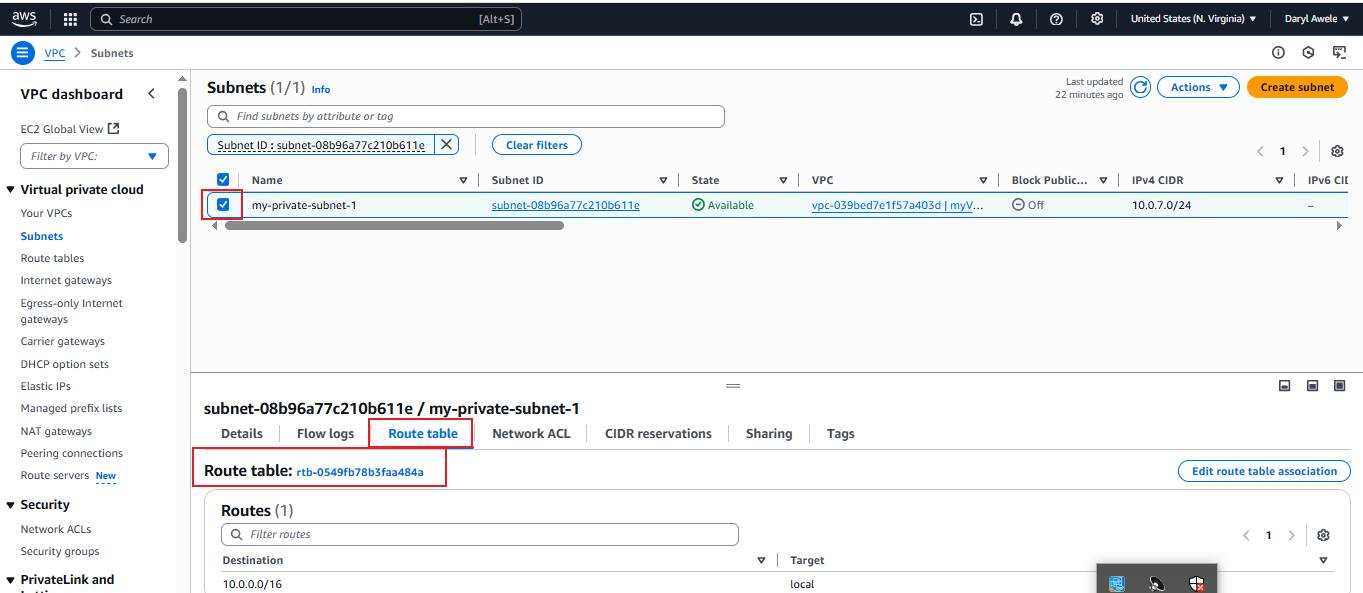 aws
Search [Alt+S]
United States (N. Virginia)
Daryl Awele
VPC > Subnets
VPC dashboard
EC2 Global View
Filter by VPC:
Virtual private cloud
Your VPCs
Subnets
Route tables
Internet gateways
Egress-only Internet
gateways
Carrier gateways
DHCP option sets
Elastic IPs
Managed prefix lists
NAT gateways
Peering connections
Route servers New
Security
Network ACLs
Security groups
PrivateLink and
Subnets (1/1) Info
Last updated
22 minutes ago
Actions
Create subnet
Find subnets by attribute or tag
Subnet ID : subnet-08b96a77c210b611e
Clear filters
1
Name Subnet ID State VPC Block Public... IPv4 CIDR IPv6 CID
my-private-subnet-1 subnet-08b96a77c210b611e Available vpc-039bed7e1f57a403d | myV... Off 10.0.7.0/24 –
subnet-08b96a77c210b611e / my-private-subnet-1
Details Flow logs Route table Network ACL CIDR reservations Sharing Tags
Route table: rtb-0549fb78b3faa484a
Edit route table association
Routes (1)
Filter routes
1
Destination Target
10.0.0.0/16 local